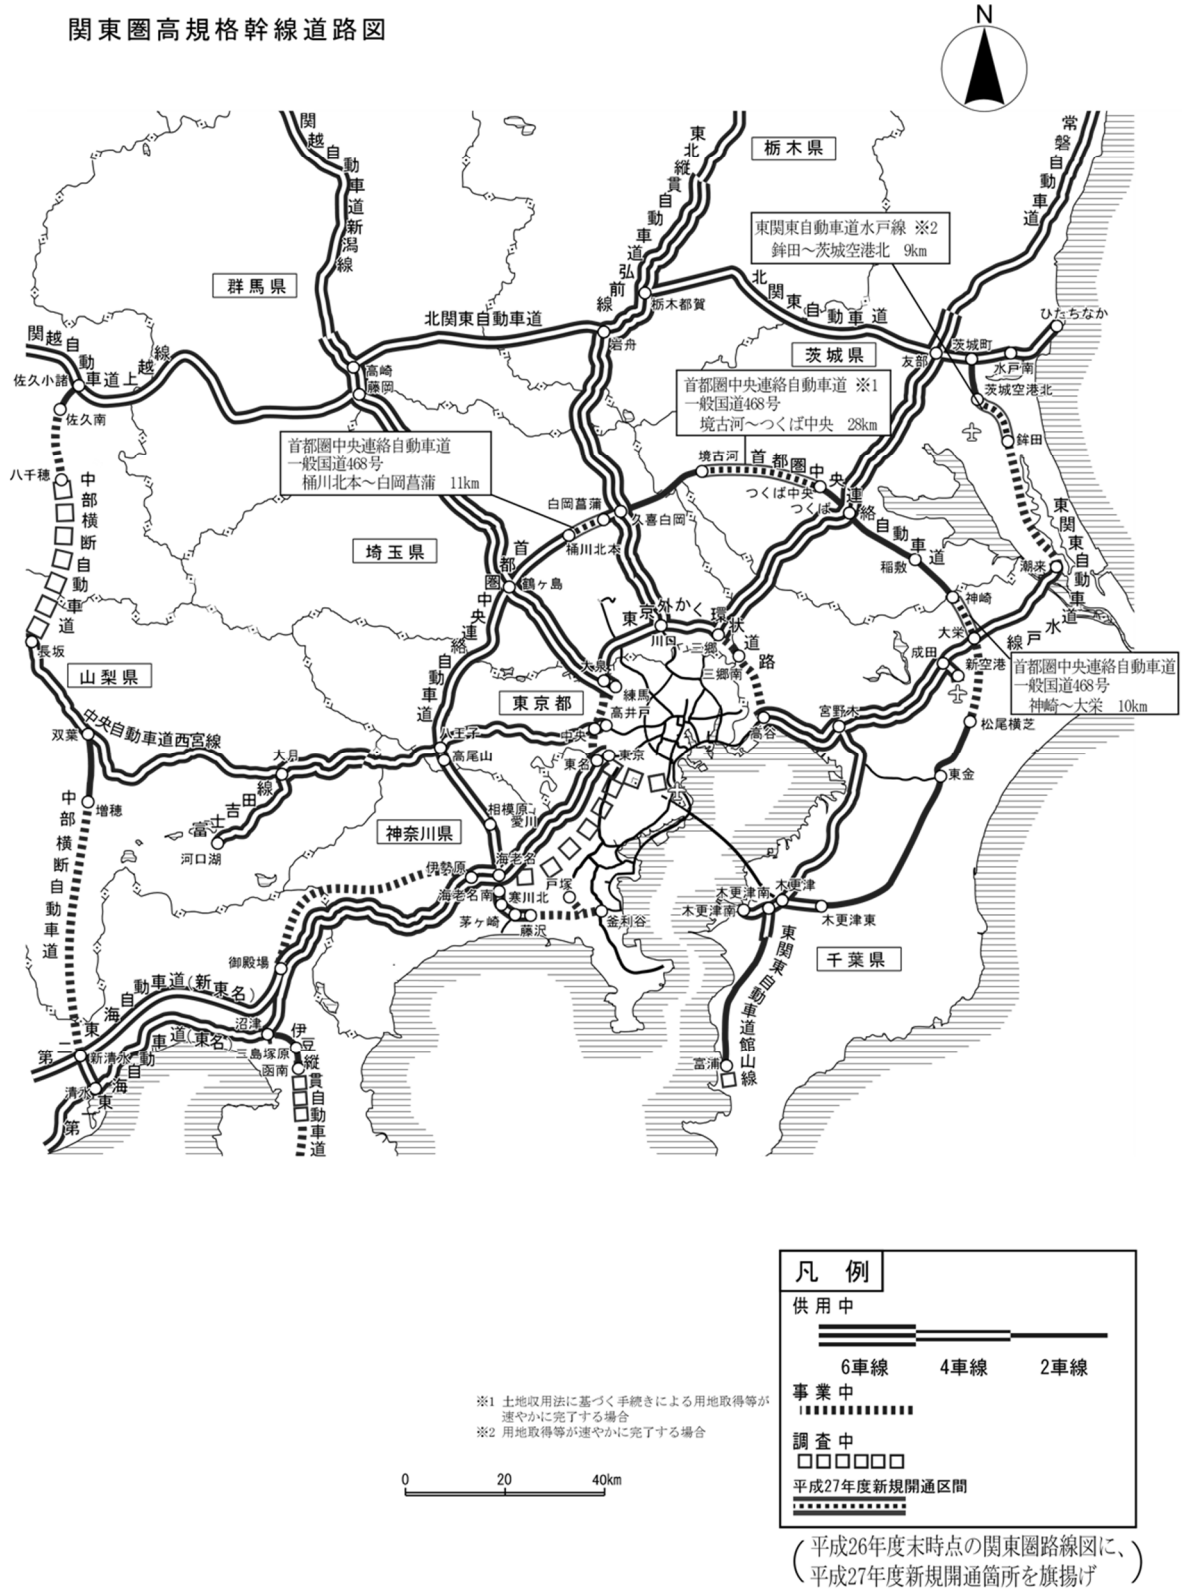 関東圏高規格幹線道路図
N
関越自動車道新潟線
東北縦貫自動車道弘前線
栃木県
常磐自動車道
東関東自動車道水戸線 ※2
鉾田～茨城空港北 9km
群馬県
北関東自動車道
栃木都賀
北関東自動車道
ひたちなか
関越自動車道上越線
岩舟
茨城県
友部
茨城町
水戸南
佐久小諸
高崎
藤岡
首都圏中央連絡自動車道 ※1
一般国道468号
境古河～つくば中央 28km
茨城空港北
佐久南
鉾田
首都圏中央連絡自動車道
一般国道468号
桶川北本～白岡菖蒲 11km
境古河
首都圏中央連絡自動車道
八千穂
つくば中央
つくば
中部横断自動車道
白岡菖蒲
久喜白岡
桶川北本
東関東自動車道水戸線
埼玉県
首都圏中央連絡自動車道
鶴ヶ島
稲敷
潮来
神崎
東京外かく環状道路
川口
三郷
三郷南
大栄
成田
新空港
長坂
山梨県
大泉
練馬
首都圏中央連絡自動車道
一般国道468号
神崎～大栄 10km
東京都
高井戸
中央自動車道西宮線
双葉
八王子
中央
高谷
宮野木
松尾横芝
大月
高尾山
東名
東京
東金
富士吉田線
中部横断自動車道
増穂
相模原愛川
河口湖
神奈川県
伊勢原
海老名
海老名南
寒川北
戸塚
木更津南
木更津
木更津南
木更津東
茅ヶ崎
藤沢
釜利谷
御殿場
千葉県
東関東自動車道館山線
第二東海自動車道(新東名)
沼津
伊豆縦貫自動車道
三島塚原
函南
新清水
清水
第一東海自動車道(東名)
富浦
凡 例
供用中
6車線 4車線 2車線
事業中
調査中
平成27年度新規開通区間
※1 土地収用法に基づく手続きによる用地取得等が
速やかに完了する場合
※2 用地取得等が速やかに完了する場合
0 20 40km
(平成26年度末時点の関東圏路線図に、
平成27年度新規開通箇所を旗揚げ)